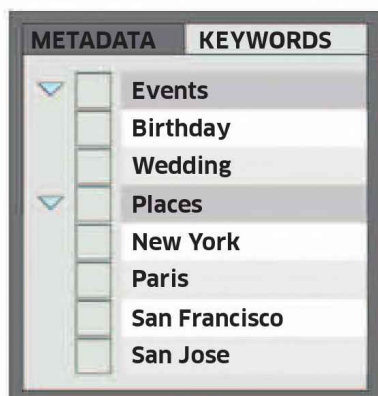 METADATA KEYWORDS
Events
Birthday
Wedding
Places
New York
Paris
San Francisco
San Jose